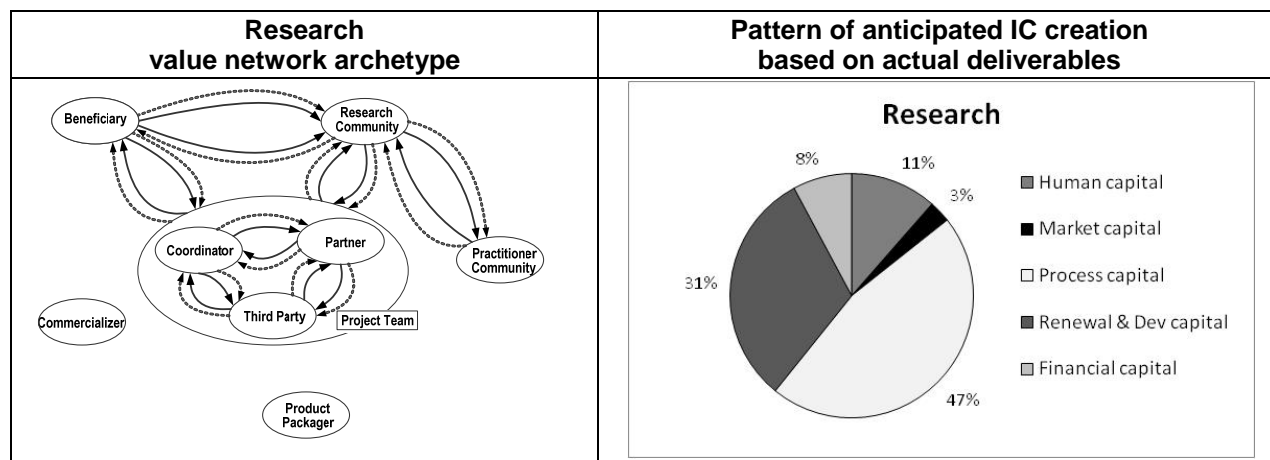 Research
value network archetype
Pattern of anticipated IC creation
based on actual deliverables
Beneficiary
Research
Community
Coordinator
Partner
Third Party
Project Team
Practitioner
Community
Commercializer
Product
Packager
Research
8%
11%
3%
31%
47%
Human capital
Market capital
Process capital
Renewal & Dev capital
Financial capital